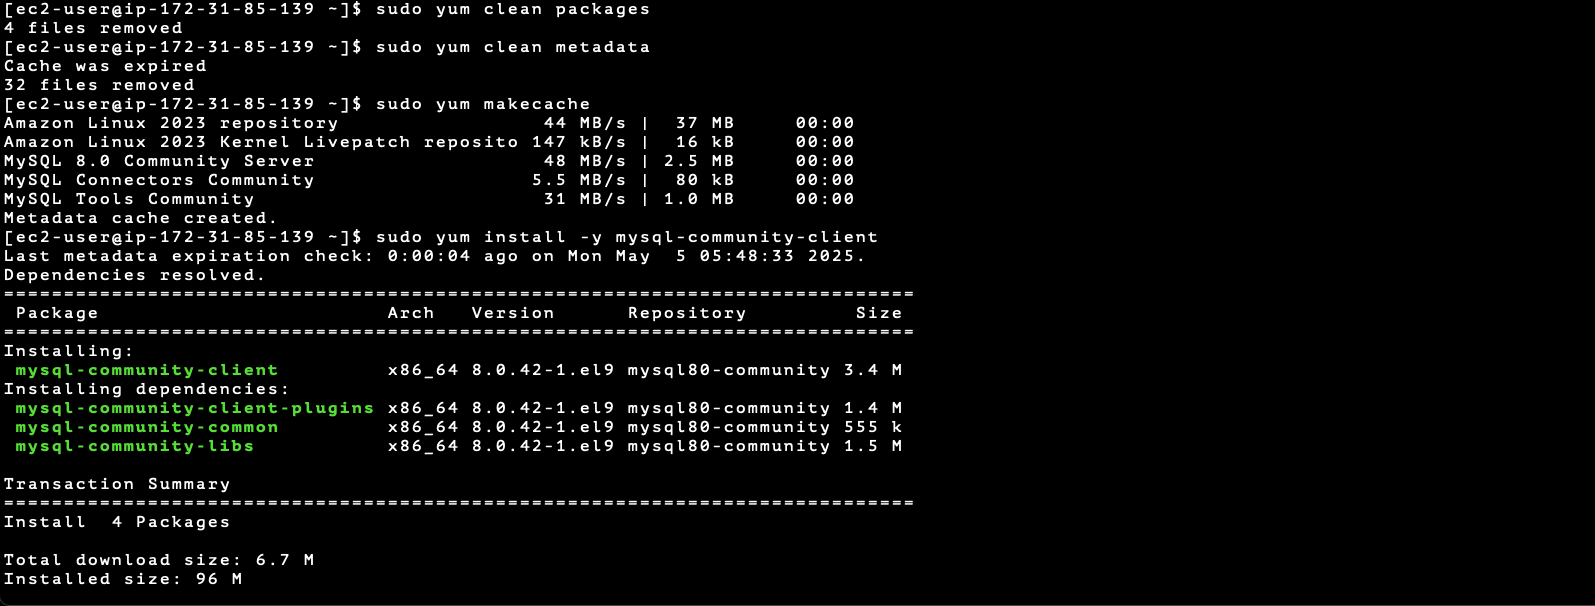 [ec2-user@ip-172-31-85-139 ~]$ sudo yum clean packages
4 files removed
[ec2-user@ip-172-31-85-139 ~]$ sudo yum clean metadata
Cache was expired
32 files removed
[ec2-user@ip-172-31-85-139 ~]$ sudo yum makecache
Amazon Linux 2023 repository                 44 MB/s |  37 MB     00:00
Amazon Linux 2023 Kernel Livepatch reposito 147 kB/s |  16 kB     00:00
MySQL 8.0 Community Server                   48 MB/s | 2.5 MB     00:00
MySQL Connectors Community                  5.5 MB/s |  80 kB     00:00
MySQL Tools Community                        31 MB/s | 1.0 MB     00:00
Metadata cache created.
[ec2-user@ip-172-31-85-139 ~]$ sudo yum install -y mysql-community-client
Last metadata expiration check: 0:00:04 ago on Mon May  5 05:48:33 2025.
Dependencies resolved.
============================================================================
 Package                        Arch   Version      Repository         Size
============================================================================
Installing:
 mysql-community-client         x86_64 8.0.42-1.el9 mysql80-community 3.4 M
Installing dependencies:
 mysql-community-client-plugins x86_64 8.0.42-1.el9 mysql80-community 1.4 M
 mysql-community-common         x86_64 8.0.42-1.el9 mysql80-community 555 k
 mysql-community-libs           x86_64 8.0.42-1.el9 mysql80-community 1.5 M

Transaction Summary
============================================================================
Install  4 Packages

Total download size: 6.7 M
Installed size: 96 M